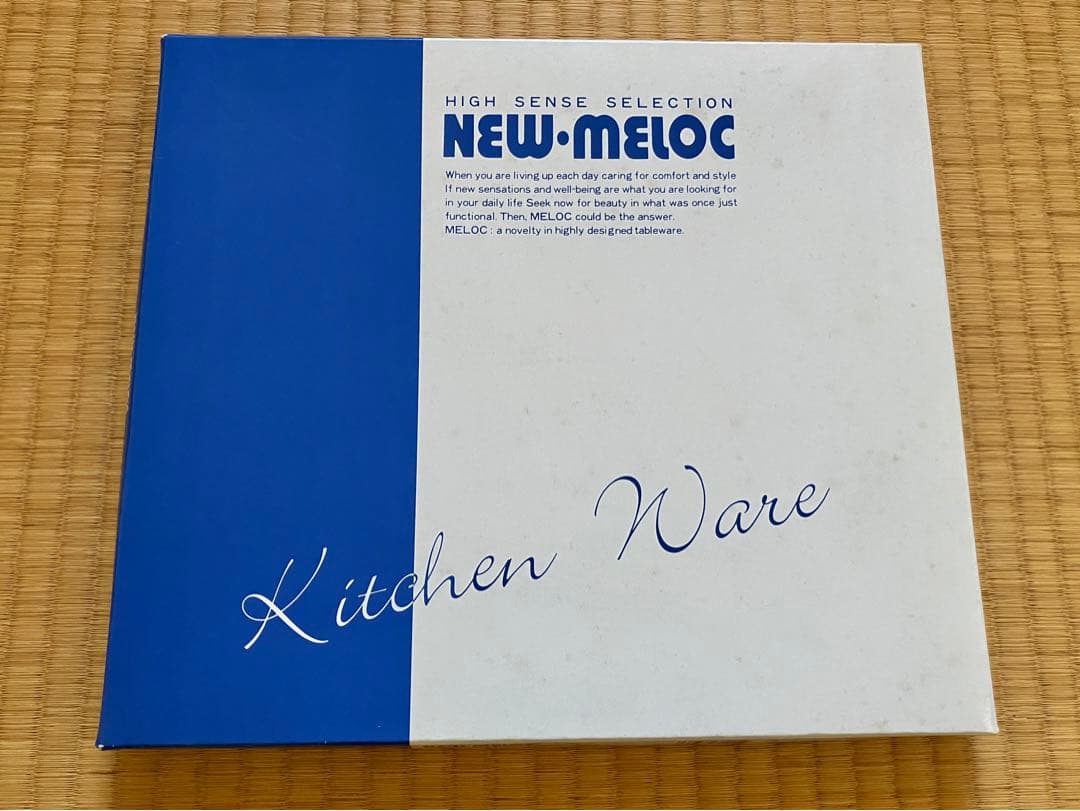 HIGH SENSE SELECTION
NEW·MELOC
When you are living up each day caring for comfort and style
If new sensations and well-being are what you are looking for
in your daily life Seek now for beauty in what was once just
functional. Then, MELOC could be the answer.
MELOC : a novelty in highly designed tableware.
Kitchen Ware